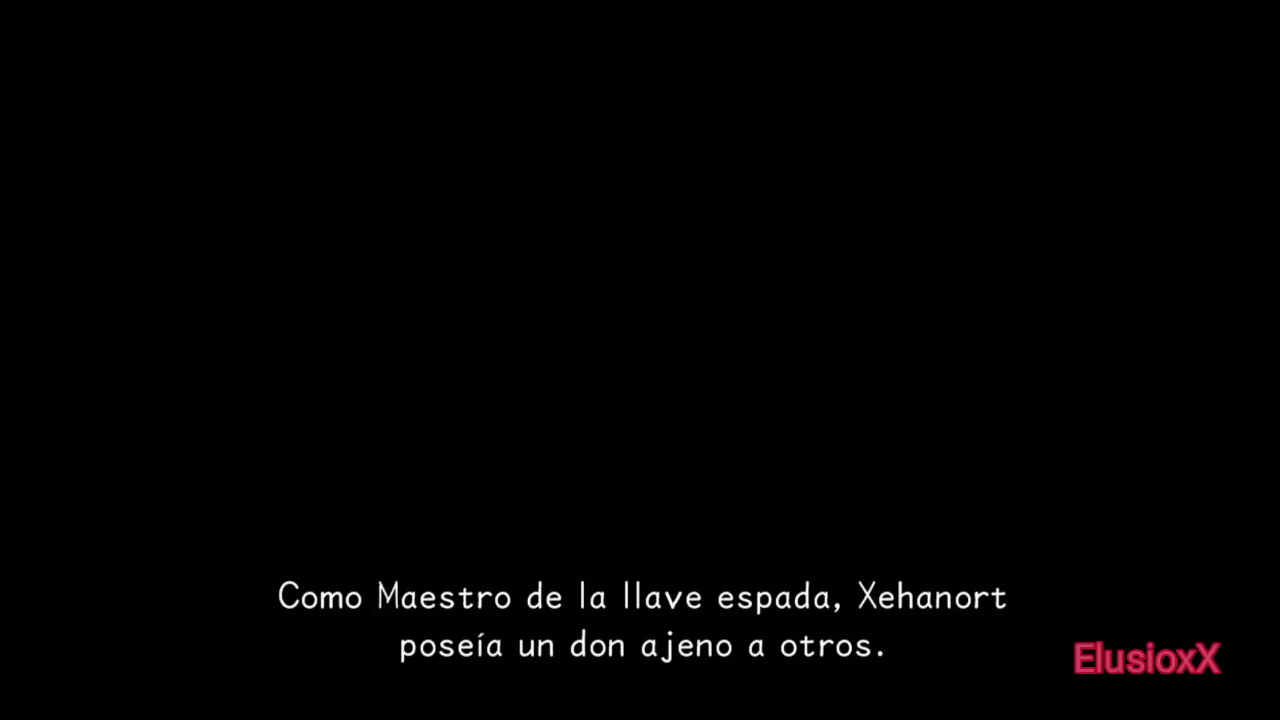 Como Maestro de la llave espada, Xehanort
poseía un don ajeno a otros.
ElusioxX